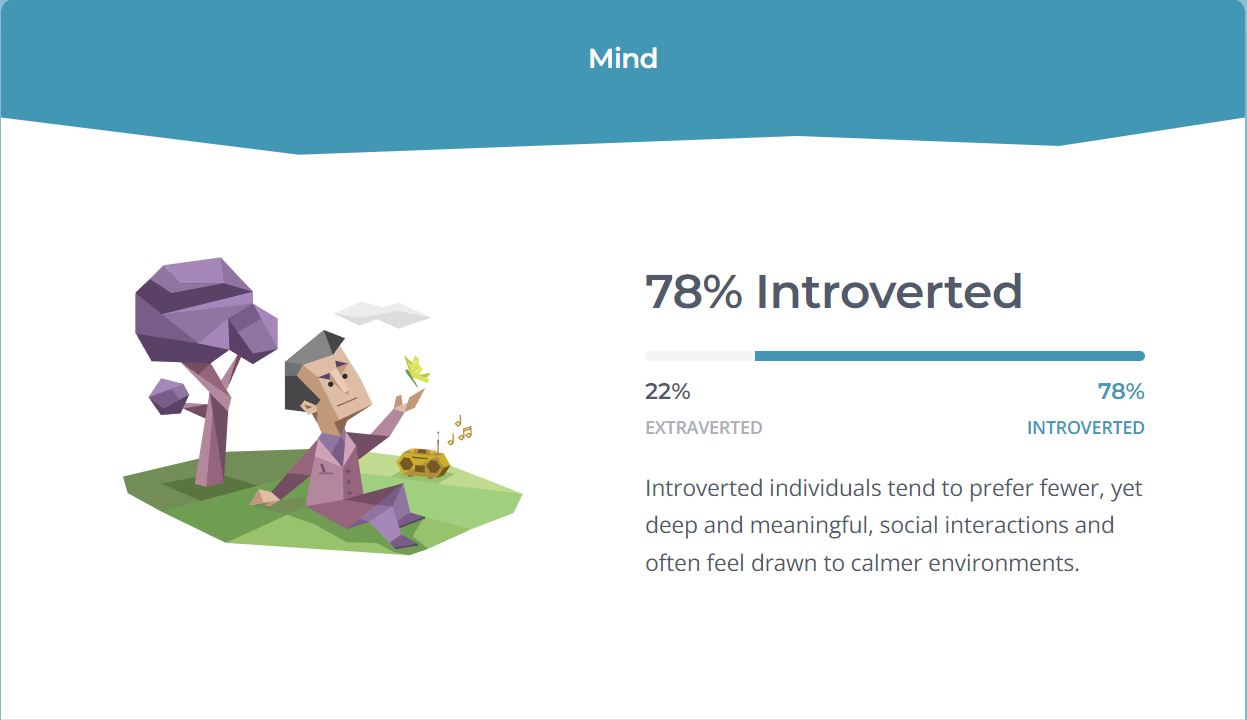 Mind
78% Introverted
22%
78%
EXTRAVERTED
INTROVERTED
Introverted individuals tend to prefer fewer, yet
deep and meaningful, social interactions and
often feel drawn to calmer environments.